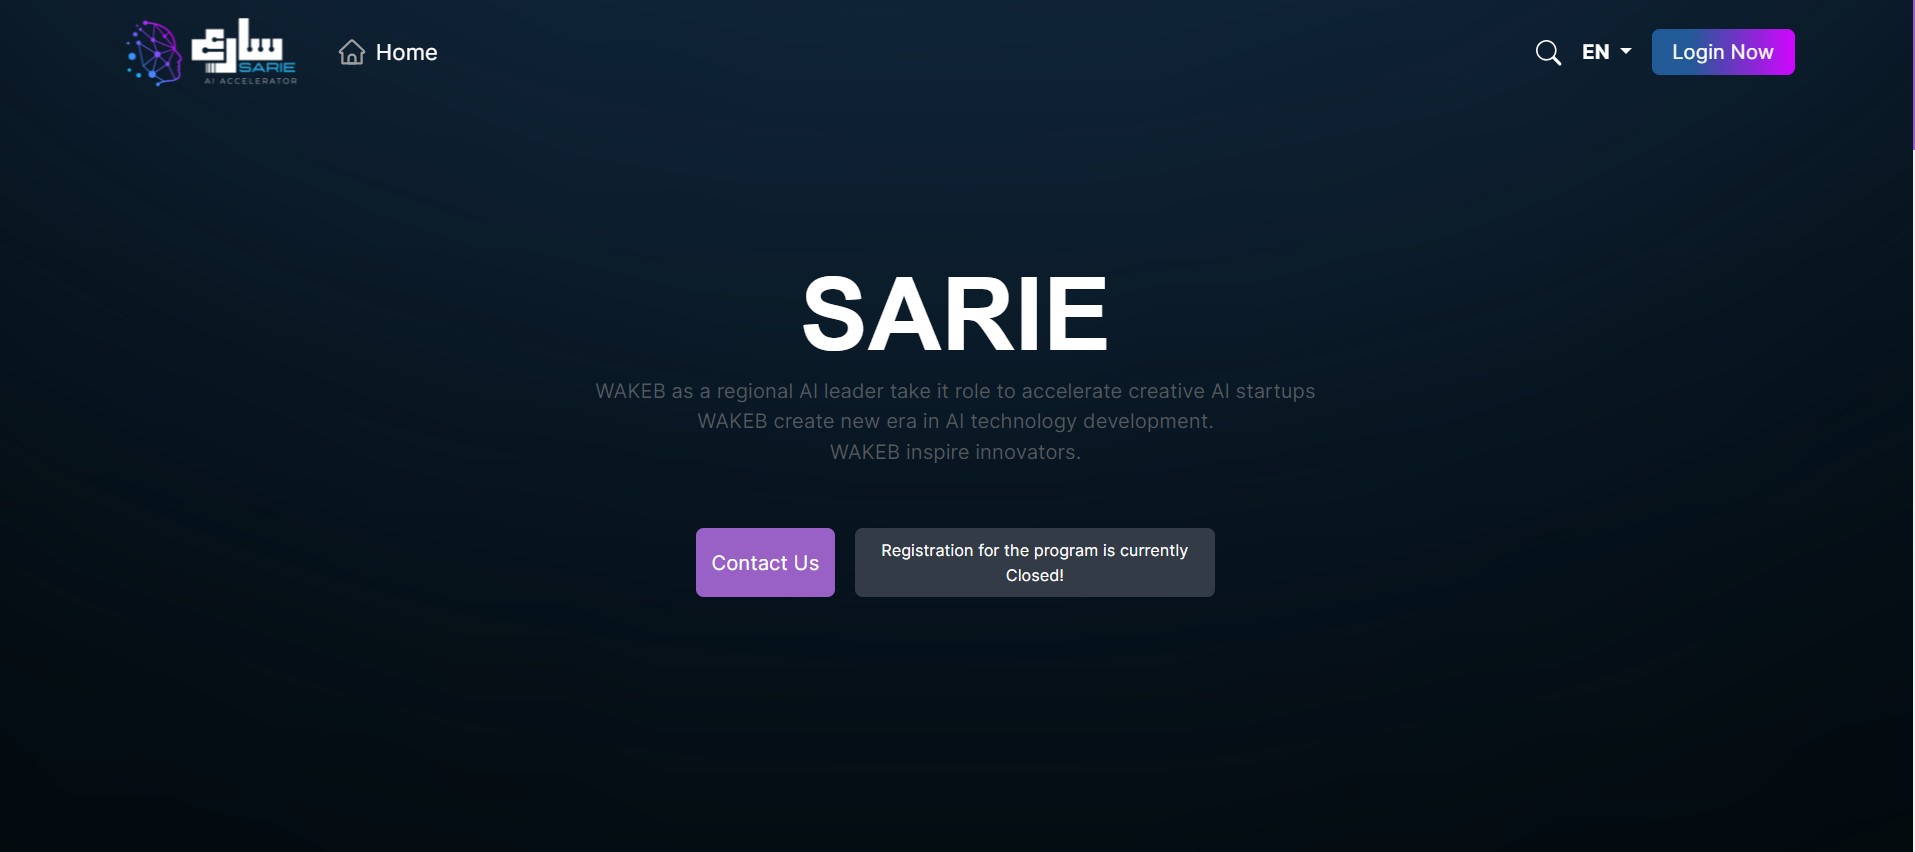 سارع
SARIE
AI ACCELERATOR
Home
EN
Login Now
SARIE
WAKEB as a regional AI leader take it role to accelerate creative AI startups
WAKEB create new era in AI technology development.
WAKEB inspire innovators.
Contact Us
Registration for the program is currently
Closed!